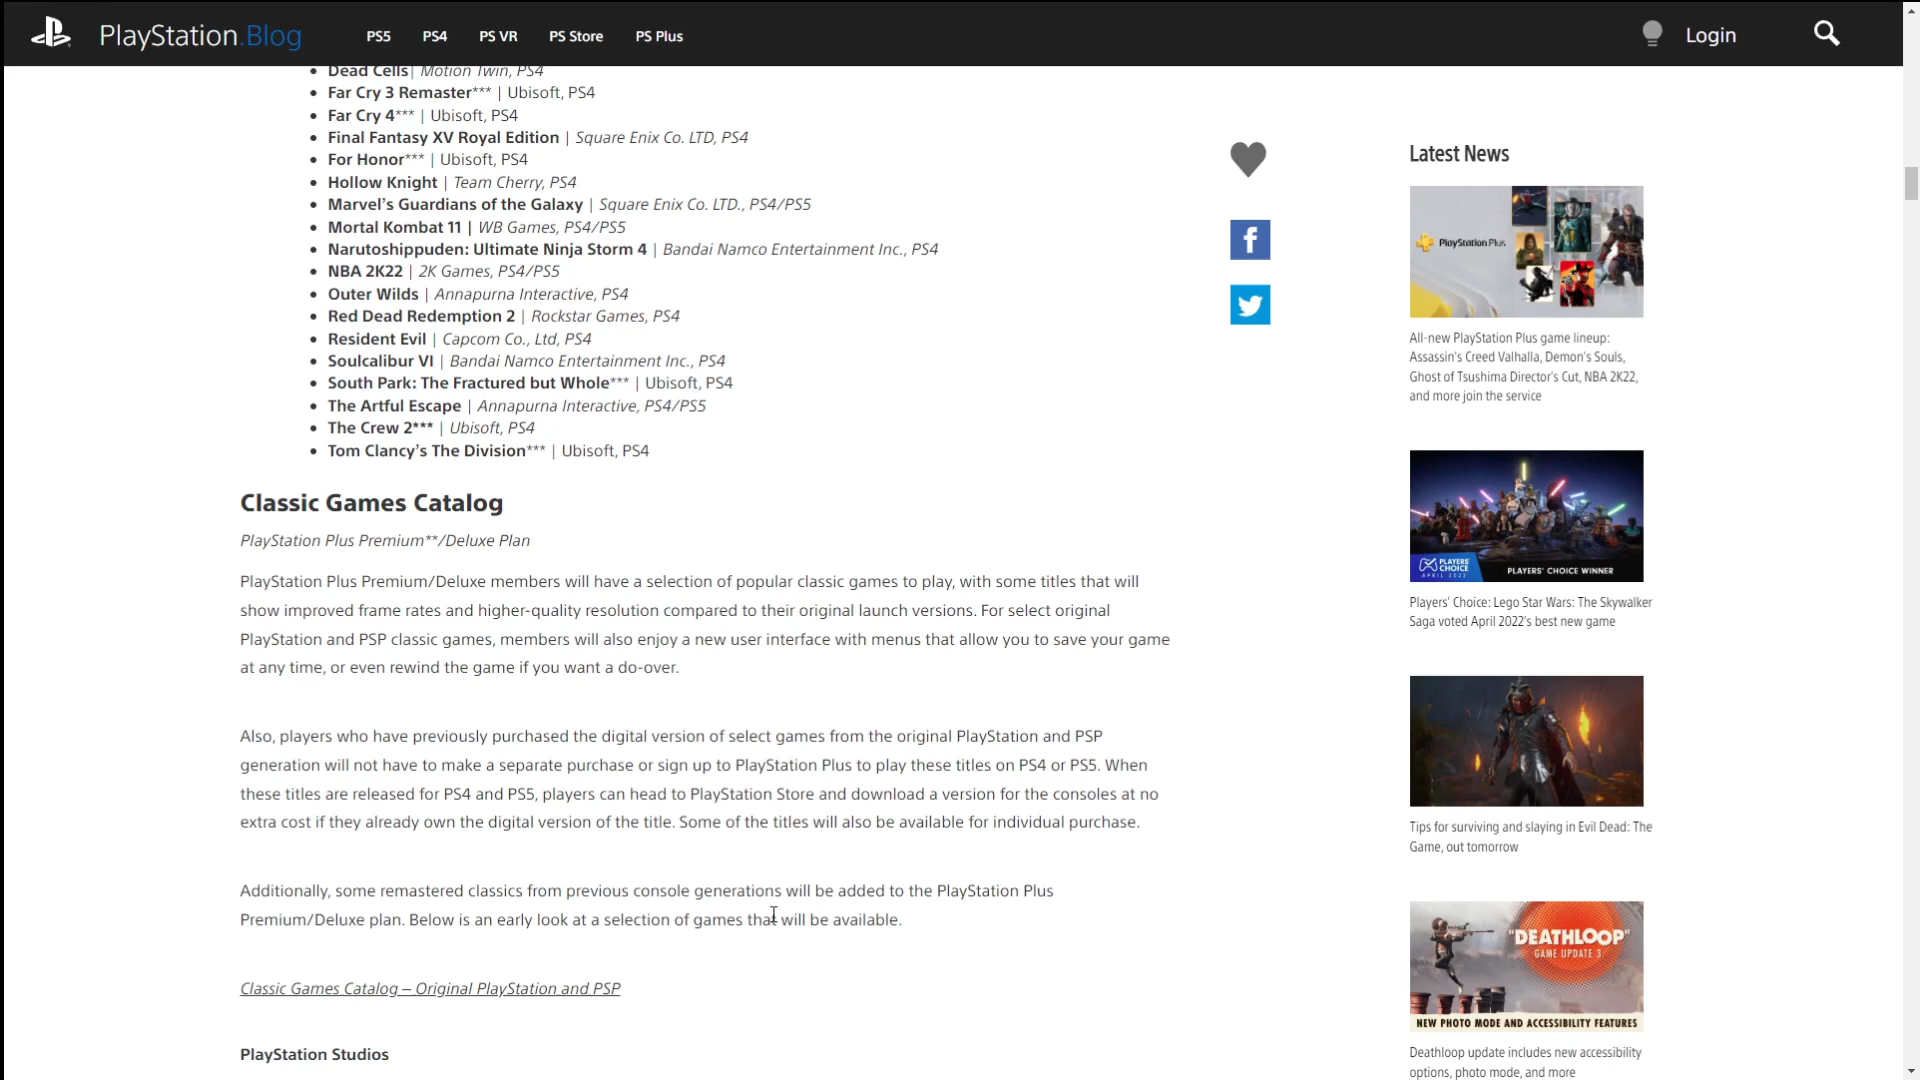 PlayStation.Blog
PS5
PS4
PS VR
PS Store
PS Plus
Login
Dead Cells| Motion Twin, PS4
Far Cry 3 Remaster*** | Ubisoft, PS4
Far Cry 4*** | Ubisoft, PS4
Final Fantasy XV Royal Edition | Square Enix Co. LTD, PS4
For Honor*** | Ubisoft, PS4
Hollow Knight | Team Cherry, PS4
Marvel’s Guardians of the Galaxy | Square Enix Co. LTD., PS4/PS5
Mortal Kombat 11 | WB Games, PS4/PS5
Narutoshippuden: Ultimate Ninja Storm 4 | Bandai Namco Entertainment Inc., PS4
NBA 2K22 | 2K Games, PS4/PS5
Outer Wilds | Annapurna Interactive, PS4
Red Dead Redemption 2 | Rockstar Games, PS4
Resident Evil | Capcom Co., Ltd, PS4
Soulcalibur VI | Bandai Namco Entertainment Inc., PS4
South Park: The Fractured but Whole*** | Ubisoft, PS4
The Artful Escape | Annapurna Interactive, PS4/PS5
The Crew 2*** | Ubisoft, PS4
Tom Clancy’s The Division*** | Ubisoft, PS4
Classic Games Catalog
PlayStation Plus Premium**/Deluxe Plan
PlayStation Plus Premium/Deluxe members will have a selection of popular classic games to play, with some titles that will
show improved frame rates and higher-quality resolution compared to their original launch versions. For select original
PlayStation and PSP classic games, members will also enjoy a new user interface with menus that allow you to save your game
at any time, or even rewind the game if you want a do-over.
Also, players who have previously purchased the digital version of select games from the original PlayStation and PSP
generation will not have to make a separate purchase or sign up to PlayStation Plus to play these titles on PS4 or PS5. When
these titles are released for PS4 and PS5, players can head to PlayStation Store and download a version for the consoles at no
extra cost if they already own the digital version of the title. Some of the titles will also be available for individual purchase.
Additionally, some remastered classics from previous console generations will be added to the PlayStation Plus
Premium/Deluxe plan. Below is an early look at a selection of games that will be available.
Classic Games Catalog – Original PlayStation and PSP
PlayStation Studios
Latest News
PlayStation.Plus
All-new PlayStation Plus game lineup:
Assassin’s Creed Valhalla, Demon’s Souls,
Ghost of Tsushima Director’s Cut, NBA 2K22,
and more join the service
PLAYERS'
CHOICE
APRIL 2022
PLAYERS' CHOICE WINNER
Players’ Choice: Lego Star Wars: The Skywalker
Saga voted April 2022’s best new game
Tips for surviving and slaying in Evil Dead: The
Game, out tomorrow
"DEATHLOOP"
GAME UPDATE 3
NEW PHOTO MODE AND ACCESSIBILITY FEATURES
Deathloop update includes new accessibility
options, photo mode, and more